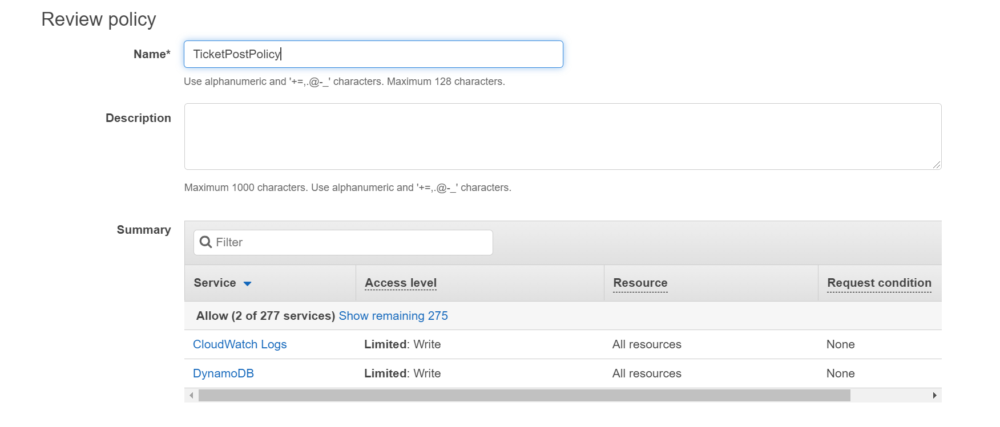 Review policy
Name*
TicketPostPolicy
Use alphanumeric and '+=,.@-_' characters. Maximum 128 characters.
Description
Maximum 1000 characters. Use alphanumeric and '+=,.@-_' characters.
Summary
Filter
Service Access level Resource Request condition
Allow (2 of 277 services) Show remaining 275
CloudWatch Logs Limited: Write All resources None
DynamoDB Limited: Write All resources None